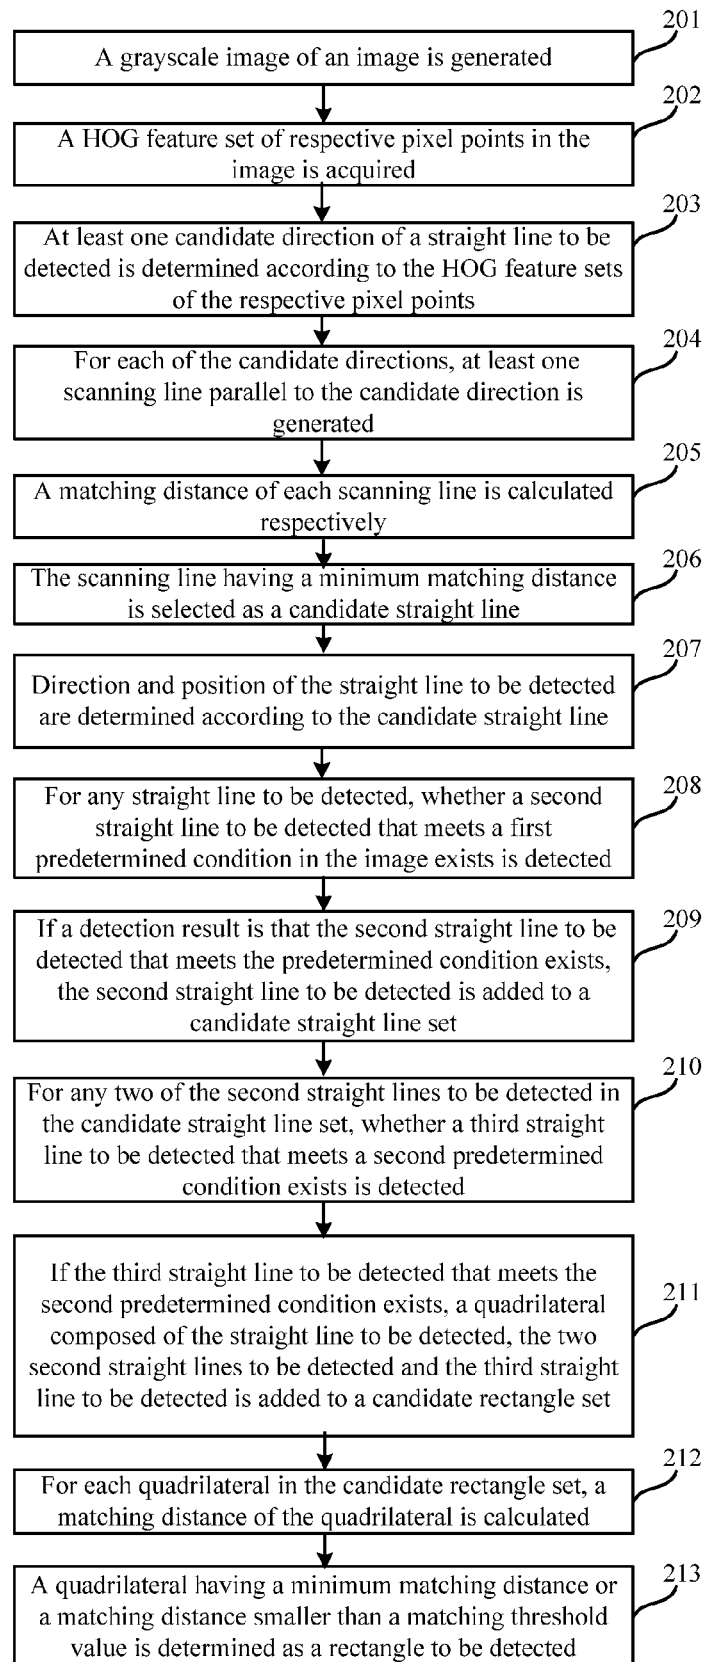 201
A grayscale image of an image is generated
202
A HOG feature set of respective pixel points in the
image is acquired
203
At least one candidate direction of a straight line to be
detected is determined according to the HOG feature sets
of the respective pixel points
204
For each of the candidate directions, at least one
scanning line parallel to the candidate direction is
generated
205
A matching distance of each scanning line is calculated
respectively
206
The scanning line having a minimum matching distance
is selected as a candidate straight line
207
Direction and position of the straight line to be detected
are determined according to the candidate straight line
208
For any straight line to be detected, whether a second
straight line to be detected that meets a first
predetermined condition in the image exists is detected
209
If a detection result is that the second straight line to be
detected that meets the predetermined condition exists,
the second straight line to be detected is added to a
candidate straight line set
210
For any two of the second straight lines to be detected in
the candidate straight line set, whether a third straight
line to be detected that meets a second predetermined
condition exists is detected
211
If the third straight line to be detected that meets the
second predetermined condition exists, a quadrilateral
composed of the straight line to be detected, the two
second straight lines to be detected and the third straight
line to be detected is added to a candidate rectangle set
212
For each quadrilateral in the candidate rectangle set, a
matching distance of the quadrilateral is calculated
213
A quadrilateral having a minimum matching distance or
a matching distance smaller than a matching threshold
value is determined as a rectangle to be detected